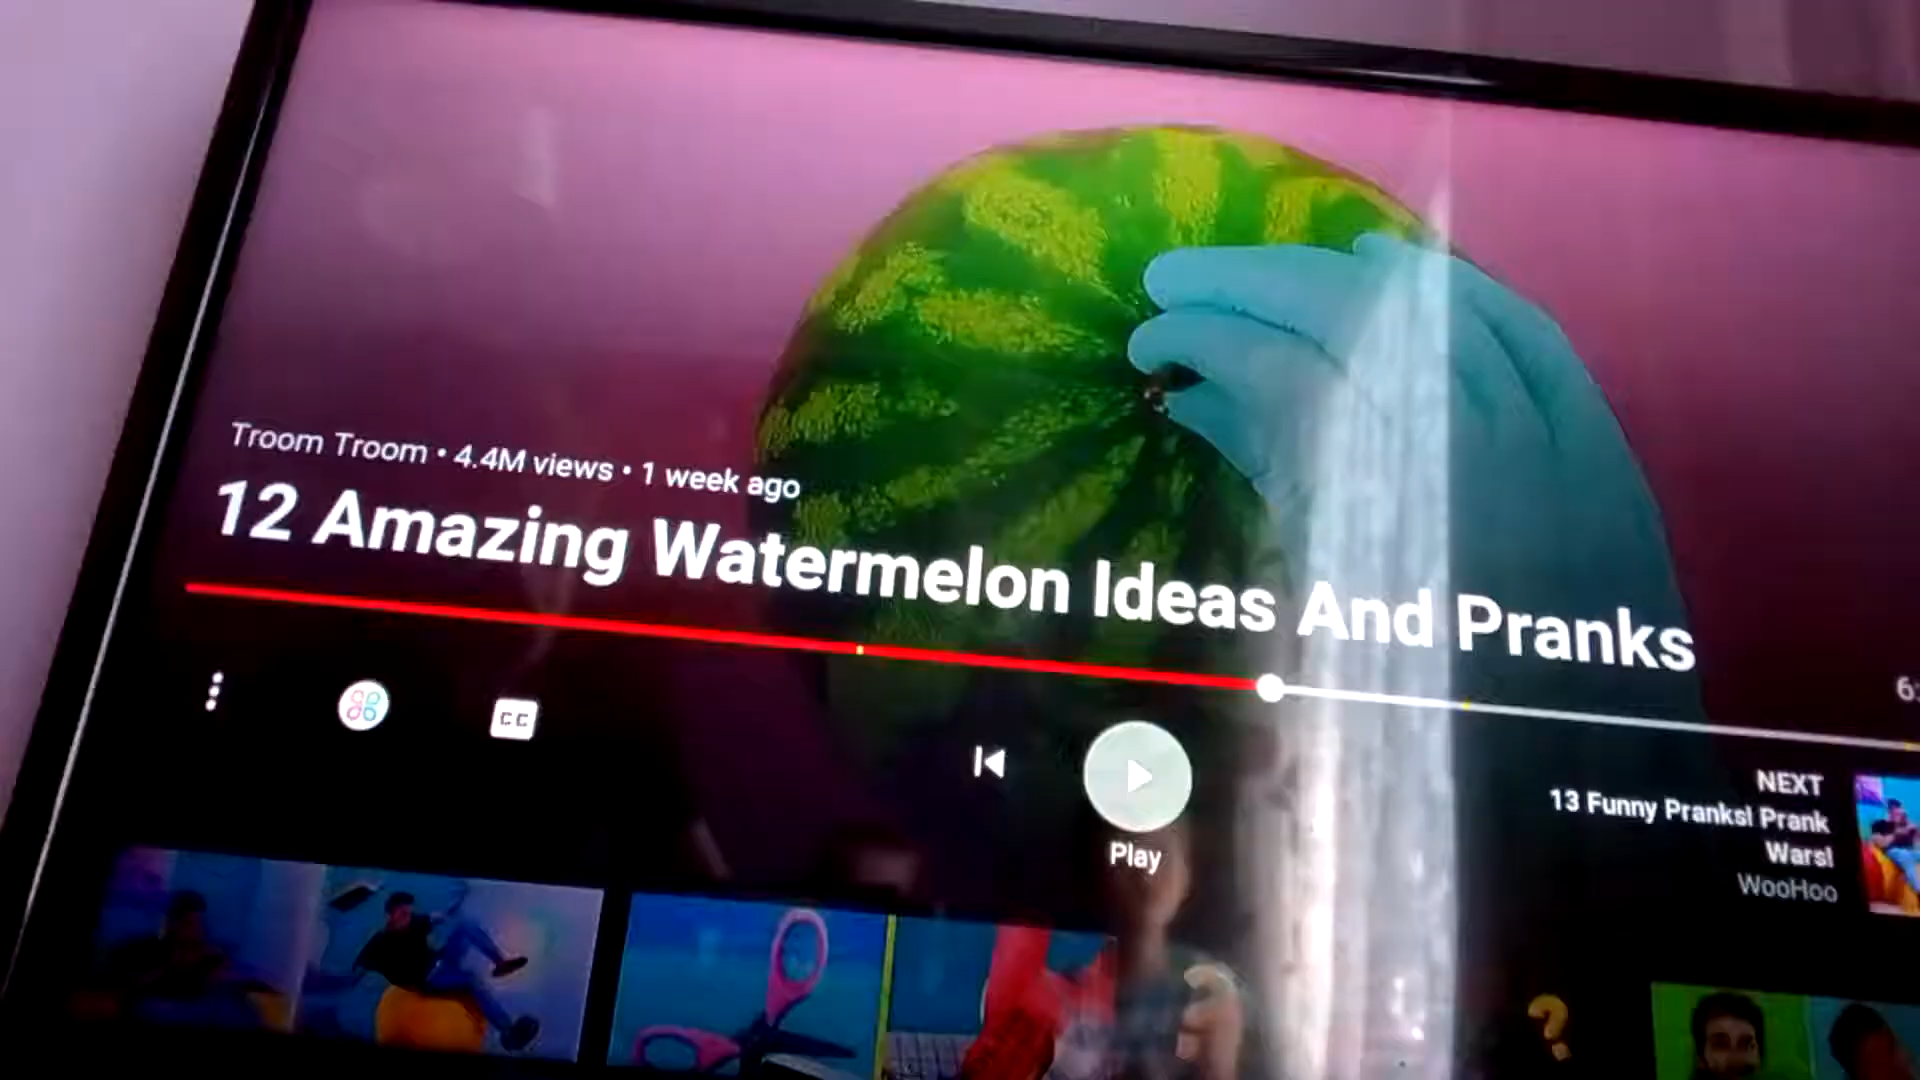 Troom Troom • 4.4M views • 1 week ago
12 Amazing Watermelon Ideas And Pranks
CC
Play
NEXT
13 Funny Pranks! Prank
Wars!
WooHoo
?